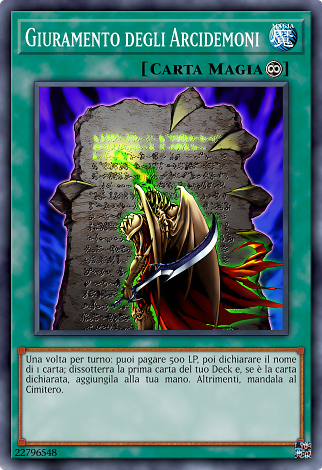 Giuramento degli Arcidemoni
MAGIA
魔
[Carta Magia]
Una volta per turno: puoi pagare 500 LP, poi dichiarare il nome
di 1 carta; dissotterra la prima carta del tuo Deck e, se è la carta
dichiarata, aggiungila alla tua mano. Altrimenti, mandala al
Cimitero.
22796548